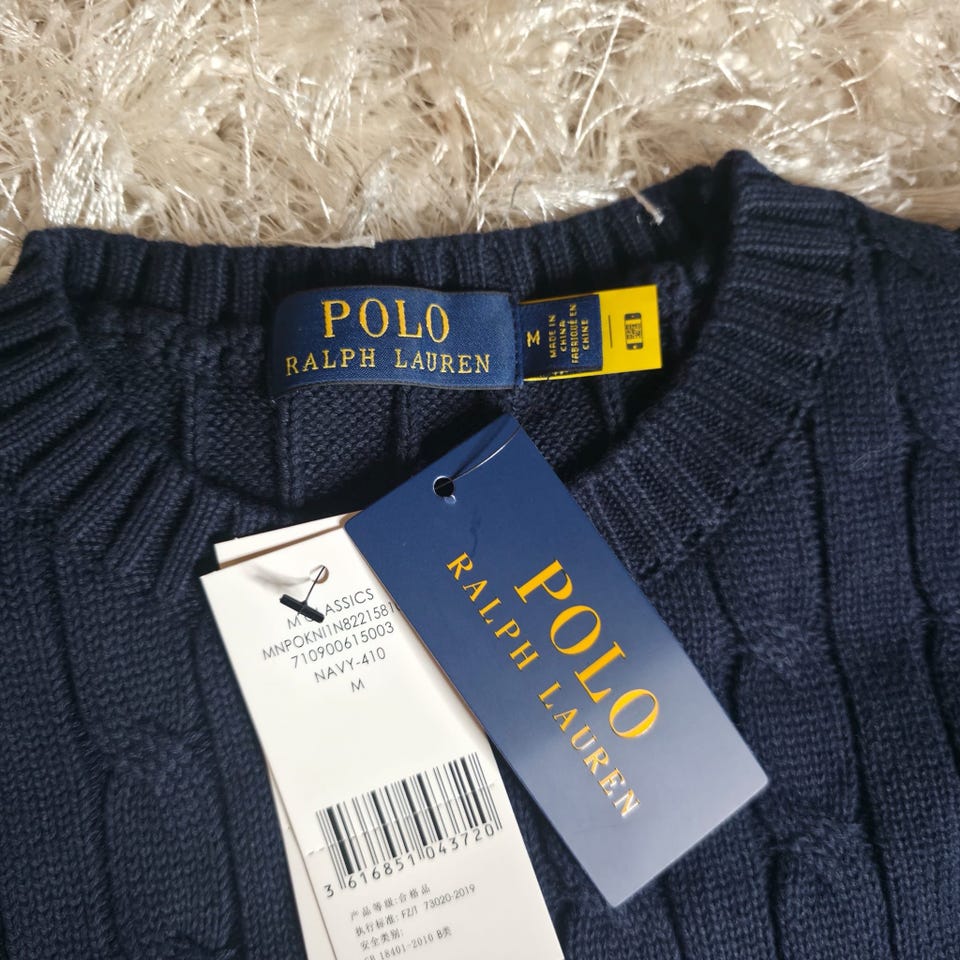 POLO
RALPH LAUREN
M
MADE IN
CHINA
FABRIQUÉ EN
CHINE
POLO
RALPH LAUREN
M CLASSICS
MNPOKNI1N8221581
710900615003
NAVY-410
M
3 616851 043720
产品等级:合格品
执行标准: FZ/T 73020-2019
安全类别:
GB 18401-2010 B类